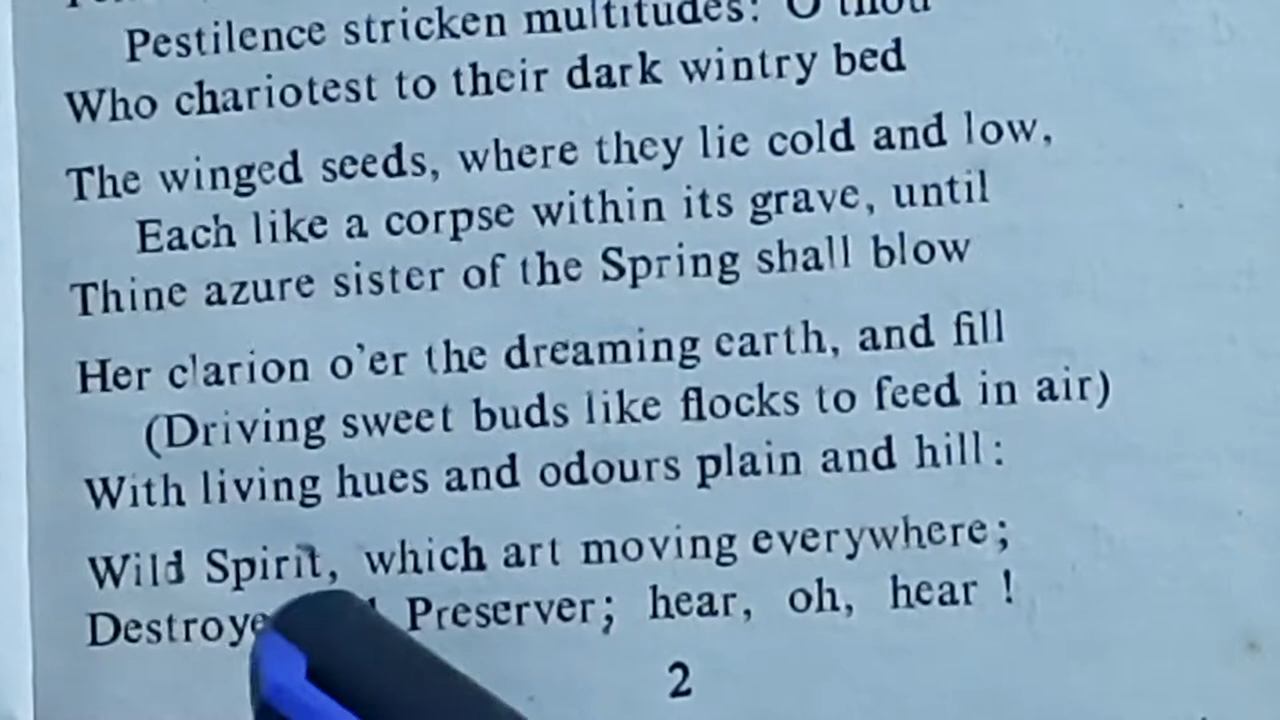 Pestilence stricken multitudes: O thou
Who chariotest to their dark wintry bed
The winged seeds, where they lie cold and low,
Each like a corpse within its grave, until
Thine azure sister of the Spring shall blow
Her clarion o'er the dreaming earth, and fill
(Driving sweet buds like flocks to feed in air)
With living hues and odours plain and hill:
Wild Spirit, which art moving everywhere;
Preserver; hear, oh, hear !
2